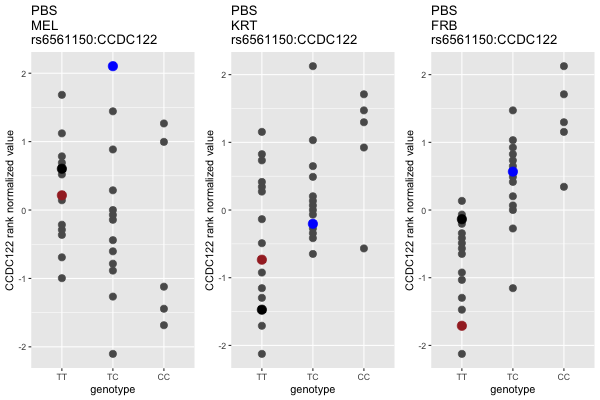 PBS
MEL
rs6561150:CCDC122
CCDC122 rank normalized value
2
1
0
-1
-2
TT
TC
CC
genotype
PBS
KRT
rs6561150:CCDC122
CCDC122 rank normalized value
2
1
0
-1
-2
TT
TC
CC
genotype
PBS
FRB
rs6561150:CCDC122
CCDC122 rank normalized value
2
1
0
-1
-2
TT
TC
CC
genotype